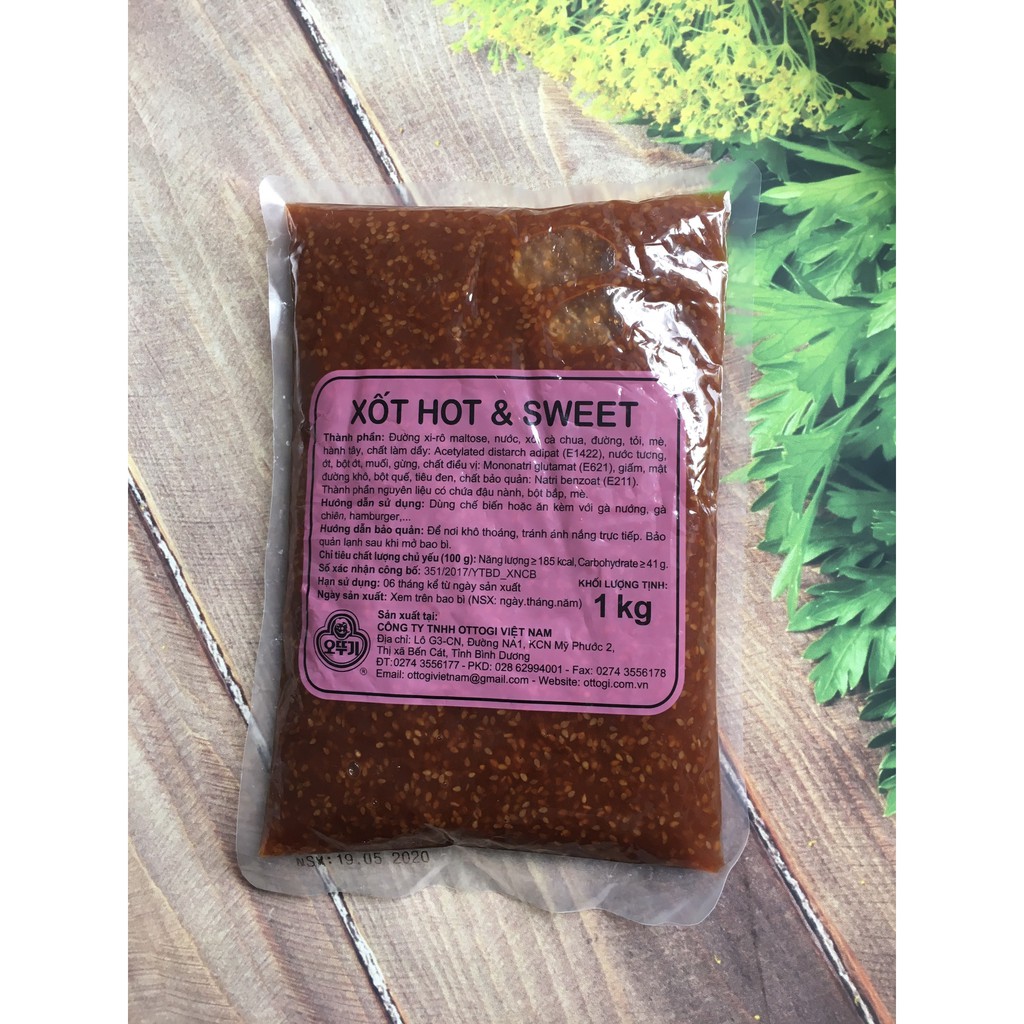 XỐT HOT & SWEET
Thành phần: Đường xi-rô maltose, nước, xốt cà chua, đường, tỏi, mè,
hành tây, chất làm dầy: Acetylated distarch adipat (E1422), nước tương,
ớt, bột ớt, muối, gừng, chất điều vị: Mononatri glutamat (E621), giấm, mật
đường khô, bột quế, tiêu đen, chất bảo quản: Natri benzoat (E211).
Thành phần nguyên liệu có chứa đậu nành, bột bắp, mè.
Hướng dẫn sử dụng: Dùng chế biến hoặc ăn kèm với gà nướng, gà
chiên, hamburger,...
Hướng dẫn bảo quản: Để nơi khô thoáng, tránh ánh nắng trực tiếp. Bảo
quản lạnh sau khi mở bao bì.
Chỉ tiêu chất lượng chủ yếu (100 g): Năng lượng ≥ 185 kcal, Carbohydrate ≥ 41 g.
Số xác nhận công bố: 351/2017/YTBD_XNCB
Hạn sử dụng: 06 tháng kể từ ngày sản xuất
Ngày sản xuất: Xem trên bao bì (NSX: ngày.tháng.năm)
KHỐI LƯỢNG TỊNH:
1 kg
오뚜기
®
Sản xuất tại:
CÔNG TY TNHH OTTOGI VIỆT NAM
Địa chỉ: Lô G3-CN, Đường NA1, KCN Mỹ Phước 2,
Thị xã Bến Cát, Tỉnh Bình Dương
ĐT:0274 3556177 - PKD: 028 62994001 - Fax: 0274 3556178
Email: ottogivietnam@gmail.com - Website: ottogi.com.vn
NSX: 19.05 2020